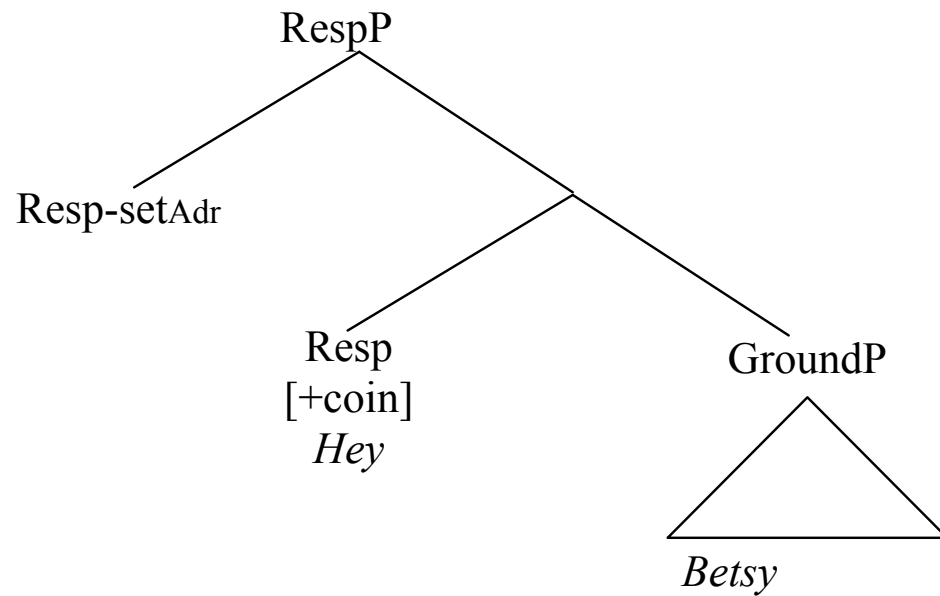 RespP
Resp-setAdr
Resp
[+coin]
Hey
GroundP
Betsy